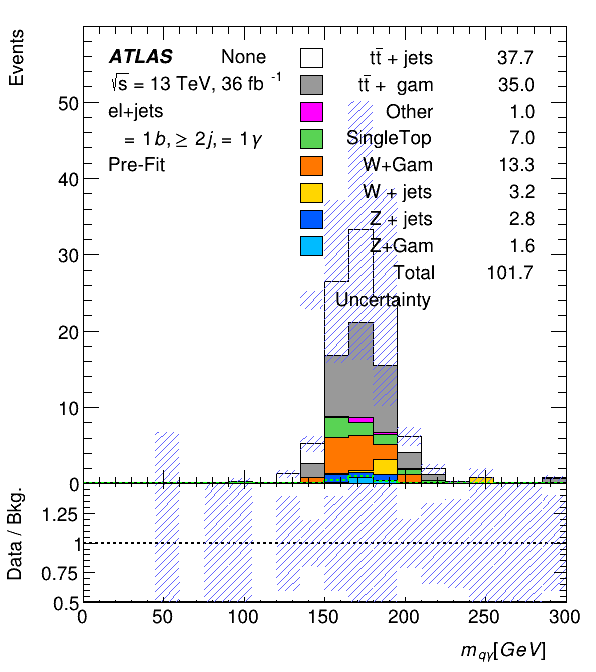 Events
ATLAS None
√s = 13 TeV, 36 fb⁻¹
el+jets
= 1b, ≥ 2j, = 1γ
Pre-Fit
tt̄ + jets 37.7
tt̄ + gam 35.0
Other 1.0
SingleTop 7.0
W+Gam 13.3
W + jets 3.2
Z + jets 2.8
Z+Gam 1.6
Total 101.7
Uncertainty
50
40
30
20
10
0
Data / Bkg.
1.25
1
0.75
0.5
0 50 100 150 200 250 300
m_qγ[GeV]